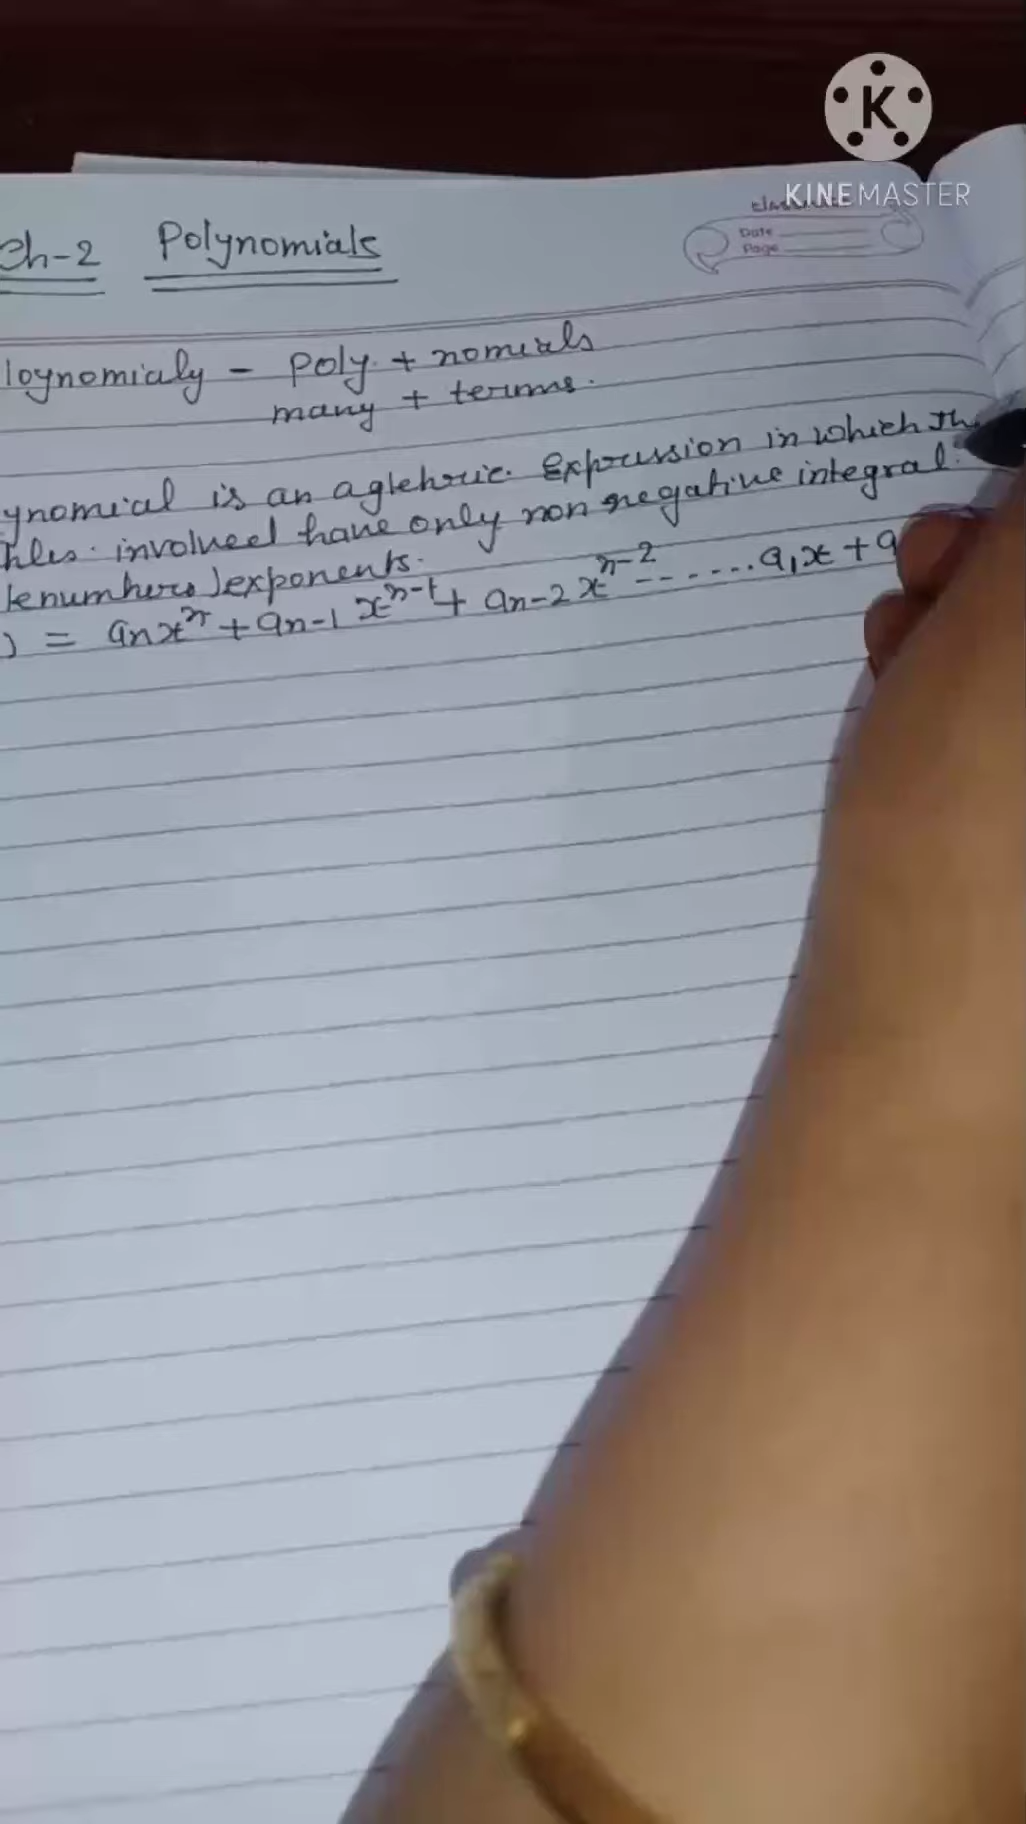 K
KINEMASTER
Date
Page
Ch-2 Polynomials
loynomialy - Poly + nomials
many + terms.
ynomial is an aglebric Expression in which Th
bles involved have only non negative integral
lenumbers) exponents.
) = anxⁿ + an-1 xⁿ⁻¹ + an-2 xⁿ⁻² ------... a1x + a